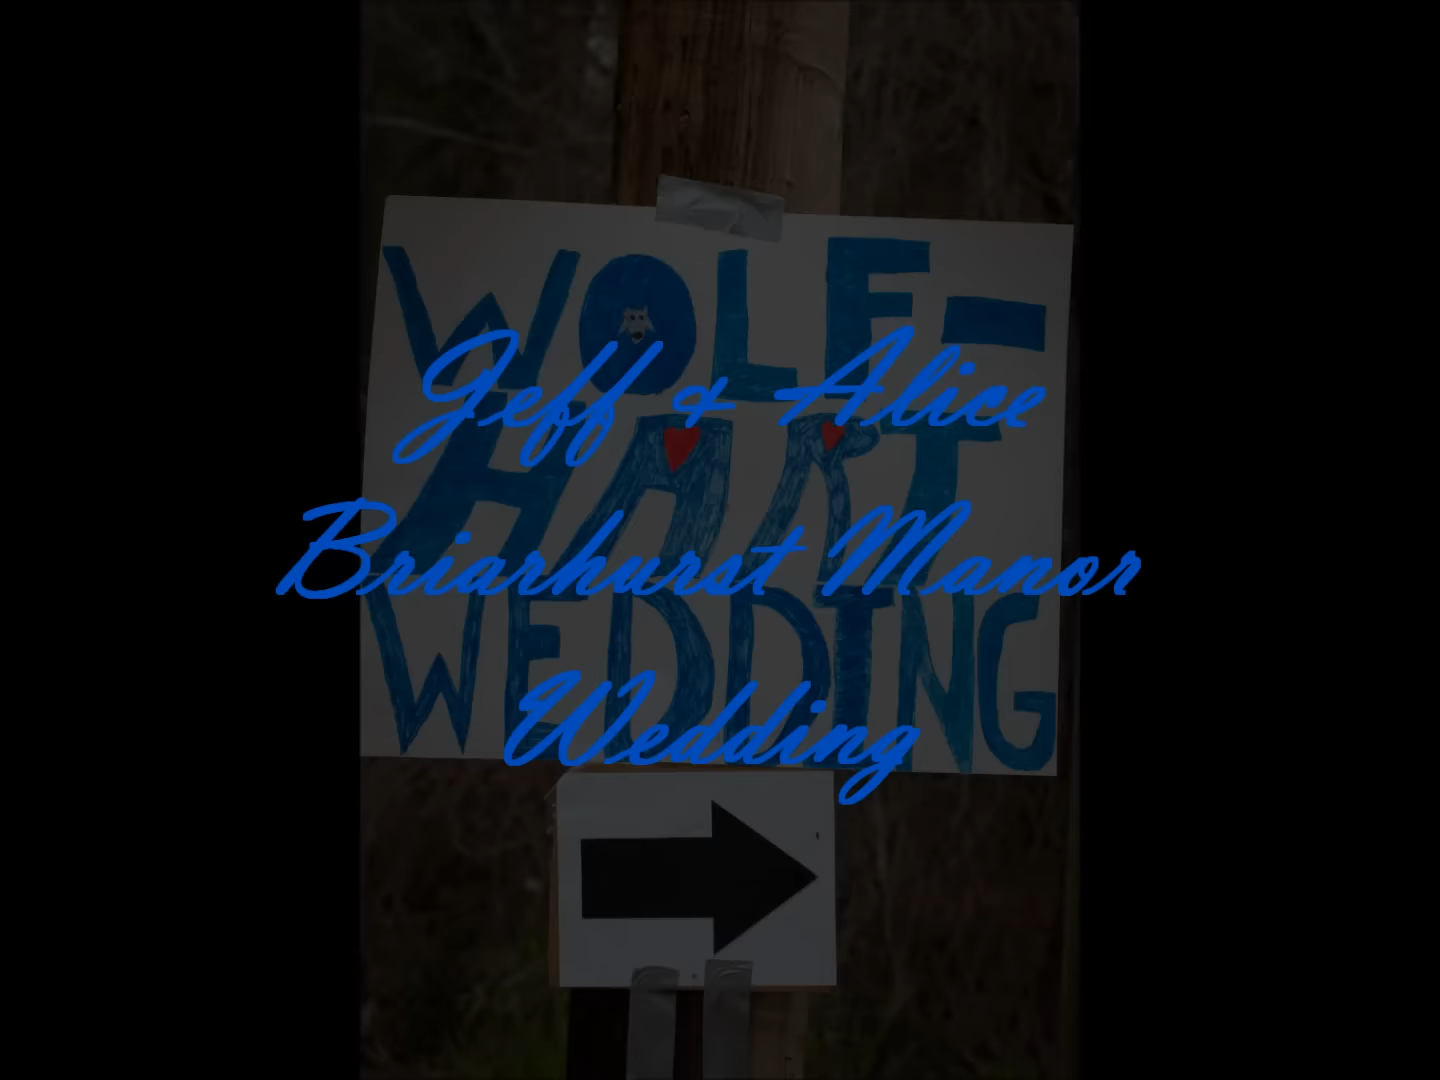 WOLF-
HART
WEDDING
Jeff & Alice
Briarhurst Manor
Wedding